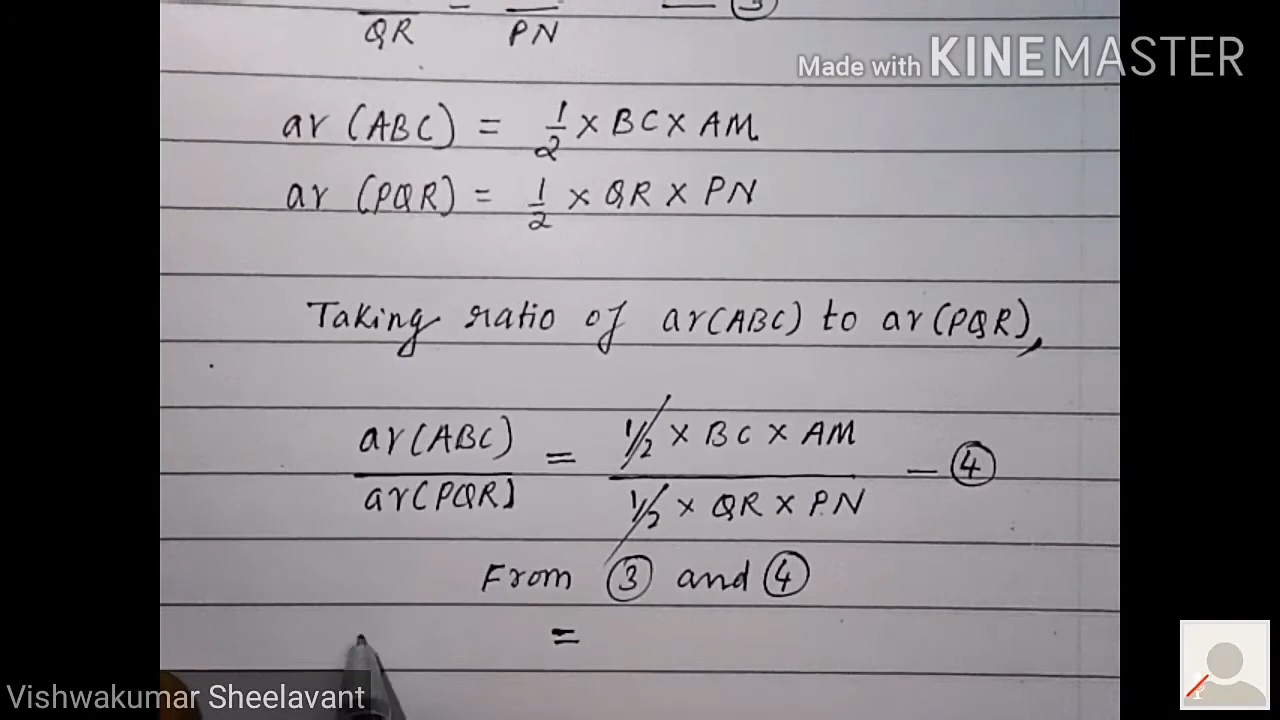 QR = PN — ③
Made with KINEMASTER
ar (ABC) = 1/2 × BC × AM
ar (PQR) = 1/2 × QR × PN
Taking ratio of ar(ABC) to ar(PQR),
ar(ABC) / ar(PQR) = 1/2 × BC × AM / 1/2 × QR × PN — ④
From ③ and ④
=
Vishwakumar Sheelavant